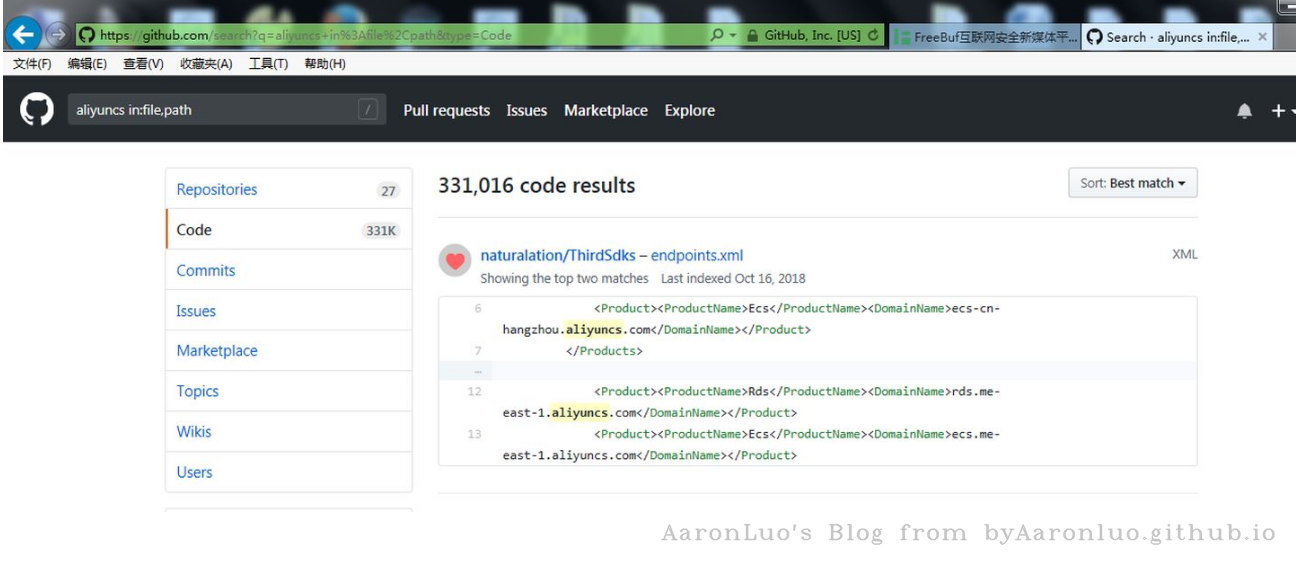 https://github.com/search?q=aliyuncs+in%3Afile%2Cpath&type=Code GitHub, Inc. [US] FreeBuf互联网安全新媒体平... Search · aliyuncs in:file,... ×
文件(F) 编辑(E) 查看(V) 收藏夹(A) 工具(T) 帮助(H)
aliyuncs in:file,path / Pull requests Issues Marketplace Explore
Repositories 27
Code 331K
Commits
Issues
Marketplace
Topics
Wikis
Users
331,016 code results
Sort: Best match
naturalation/ThirdSdks – endpoints.xml XML
Showing the top two matches Last indexed Oct 16, 2018
6 <Product><ProductName>Ecs</ProductName><DomainName>ecs-cn-
hangzhou.aliyuncs.com</DomainName></Product>
7 </Products>
…
12 <Product><ProductName>Rds</ProductName><DomainName>rds.me-
east-1.aliyuncs.com</DomainName></Product>
13 <Product><ProductName>Ecs</ProductName><DomainName>ecs.me-
east-1.aliyuncs.com</DomainName></Product>
AaronLuo's Blog from byAaronluo.github.io